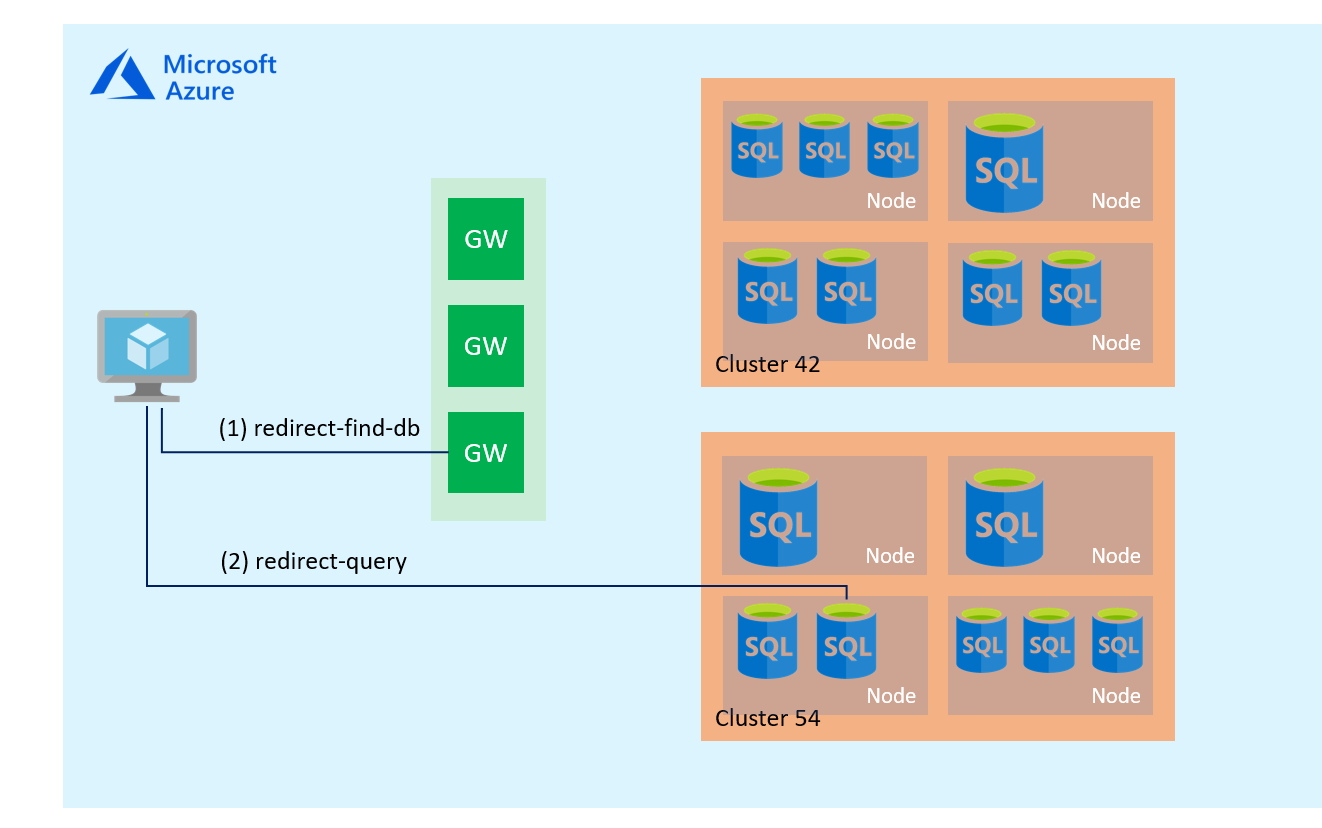 Microsoft
Azure
GW
GW
GW
(1) redirect-find-db
(2) redirect-query
SQL SQL SQL
Node
SQL
Node
SQL SQL
Node
SQL SQL
Node
Cluster 42
SQL
Node
SQL
Node
SQL SQL
Node
SQL SQL SQL
Node
Cluster 54